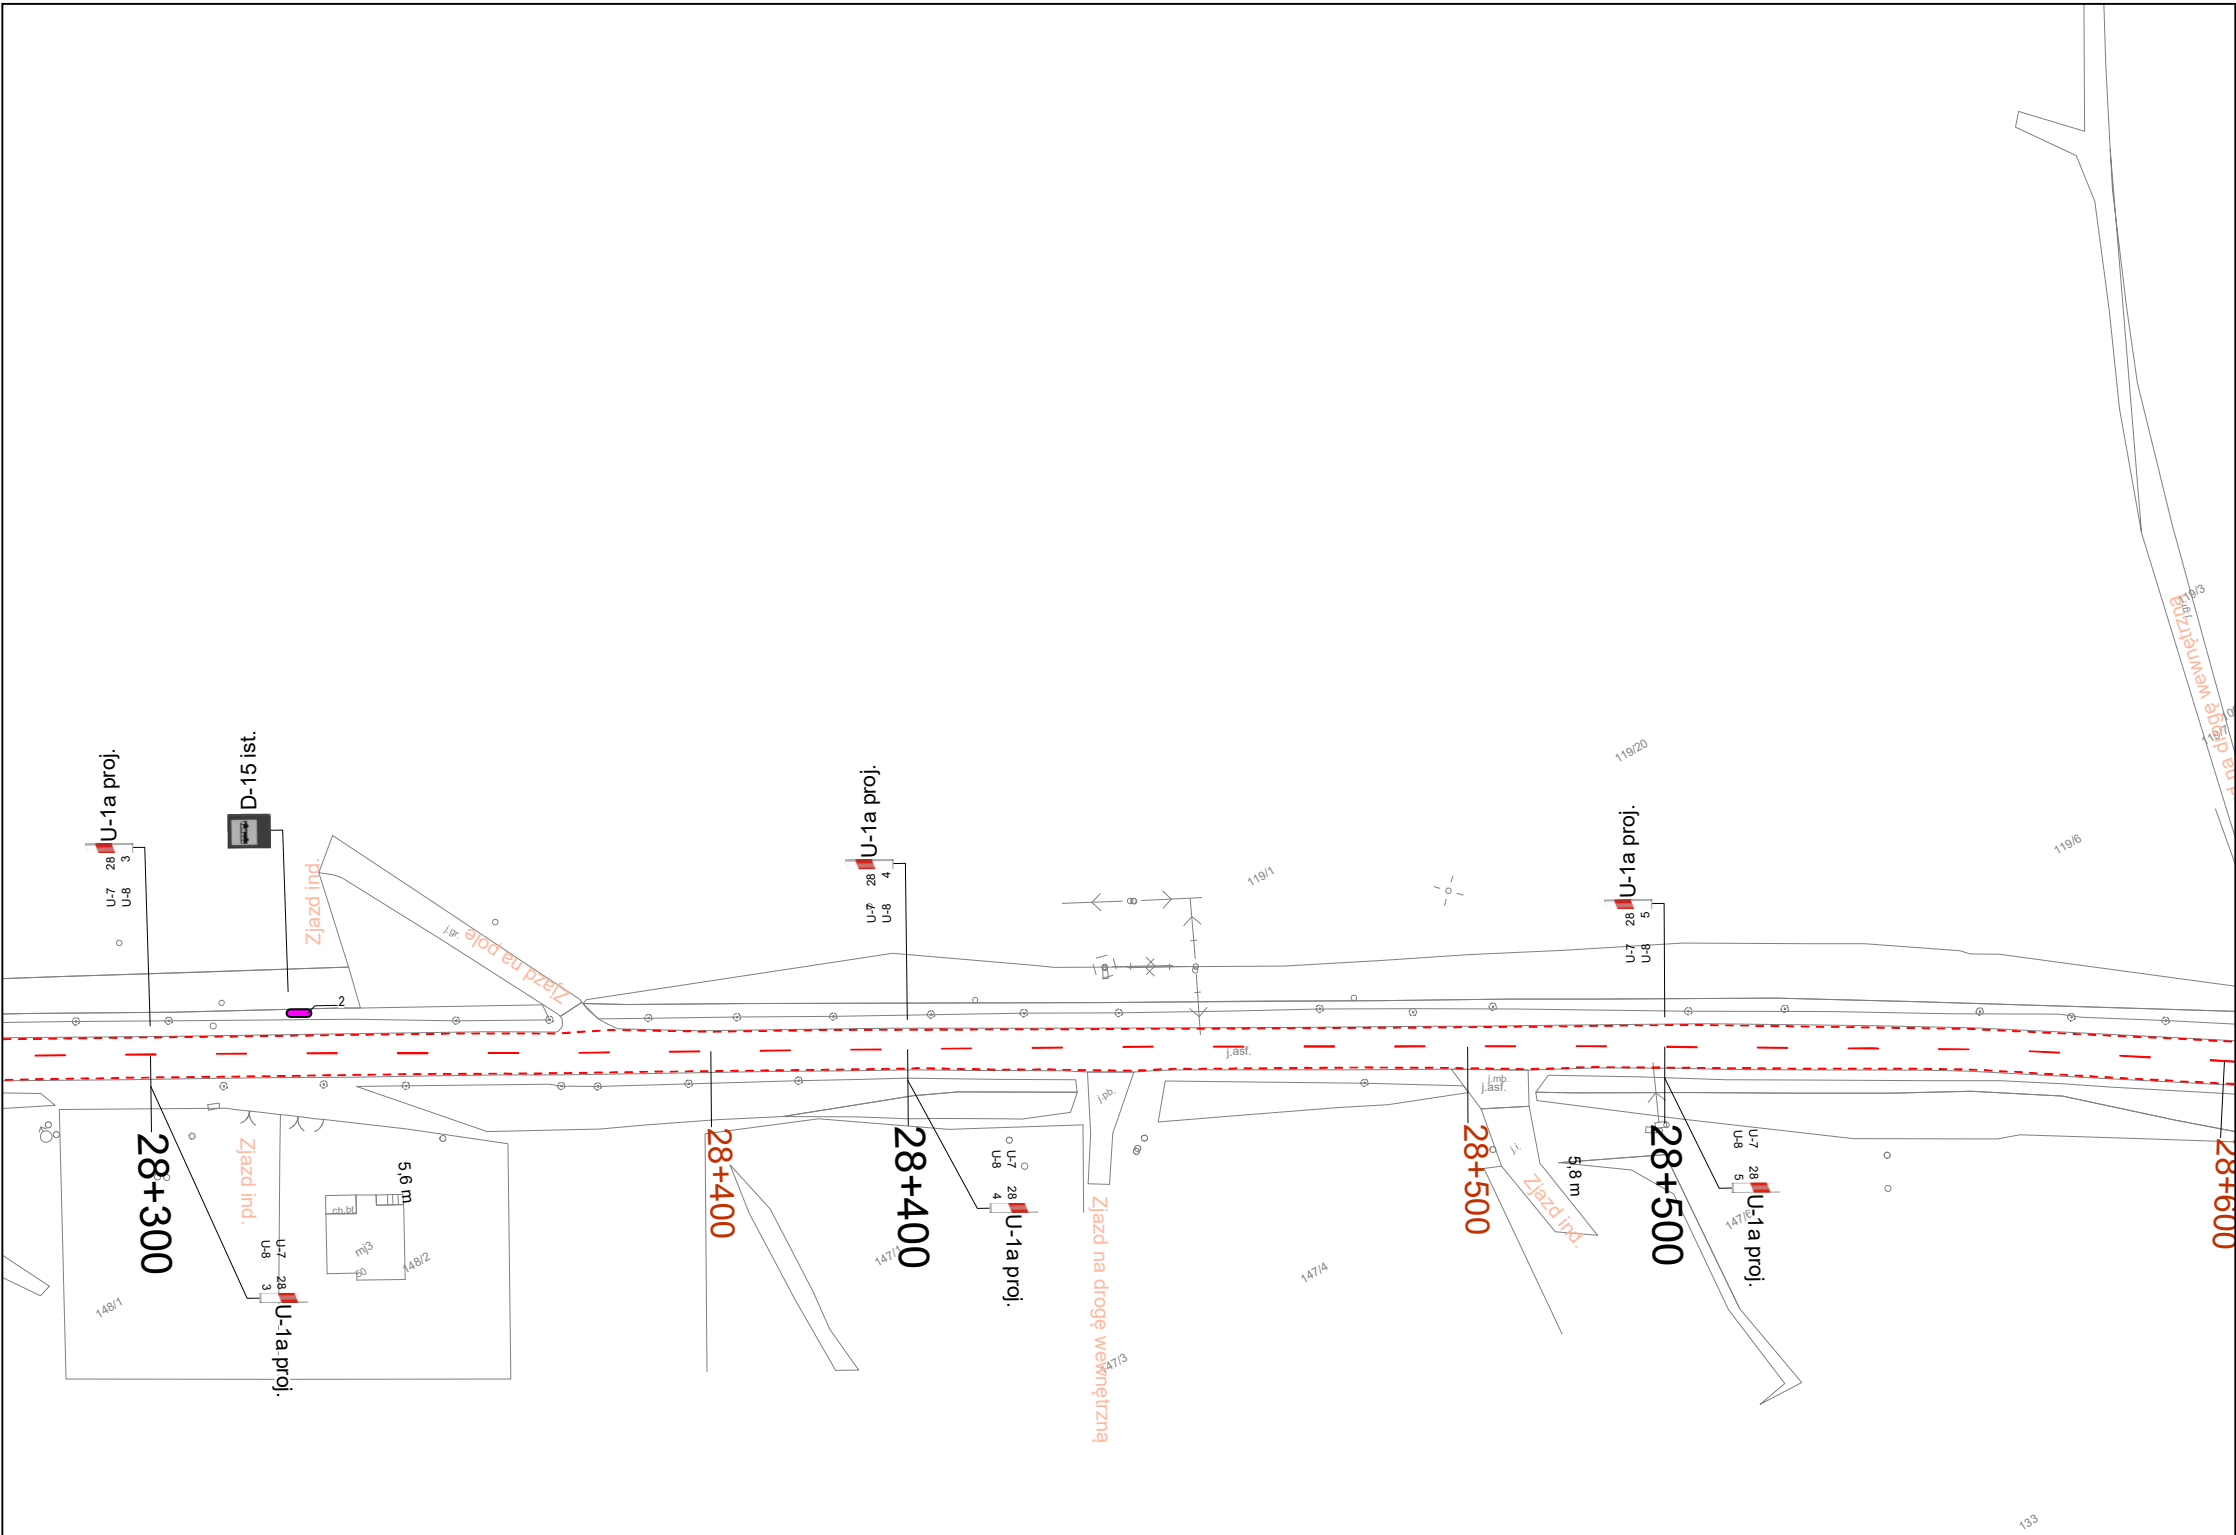 119/3
j.gr.
drogę wewnętrzna
119/20
119/6
119/1
U-1a proj.
28
3
U-7
U-8
D-15 ist.
Zjazd ind.
U-1a proj.
28
4
U-7
U-8
U-1a proj.
28
5
U-7
U-8
j.gr.
Zjazd na pole
2
j.asf.
j.pb.
j.mb.
j.asf.
j.i.
28+300
Zjazd ind.
5,6 m
ch.bt
mj3
60
148/2
148/1
U-7
U-8
28
3
U-1a proj.
28+400
28+400
147/1
U-7
U-8
28
4
U-1a proj.
Zjazd na drogę wewnętrzną
147/3
147/4
28+500
Zjazd ind.
5,8 m
28+500
U-7
U-8
28
5
U-1a proj.
147/6
28+600
133